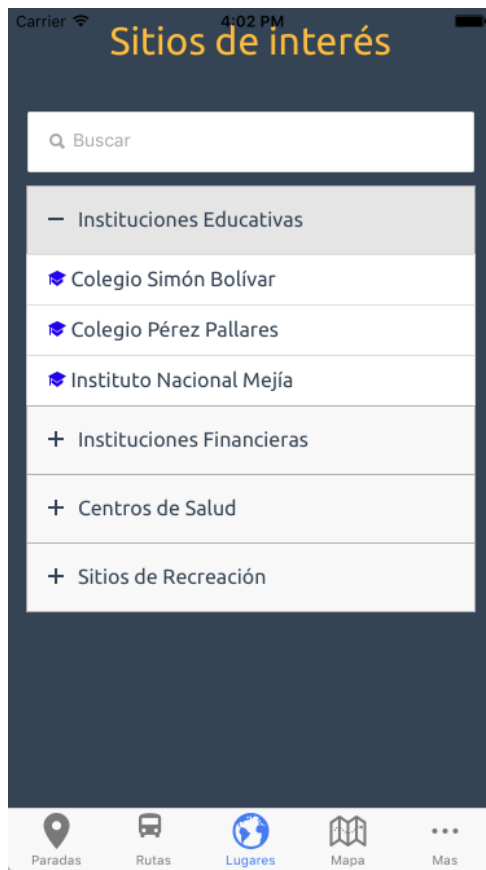 Carrier 4:02 PM
Sitios de interés
Buscar
Instituciones Educativas
Colegio Simón Bolívar
Colegio Pérez Pallares
Instituto Nacional Mejía
Instituciones Financieras
Centros de Salud
Sitios de Recreación
Paradas Rutas Lugares Mapa Mas